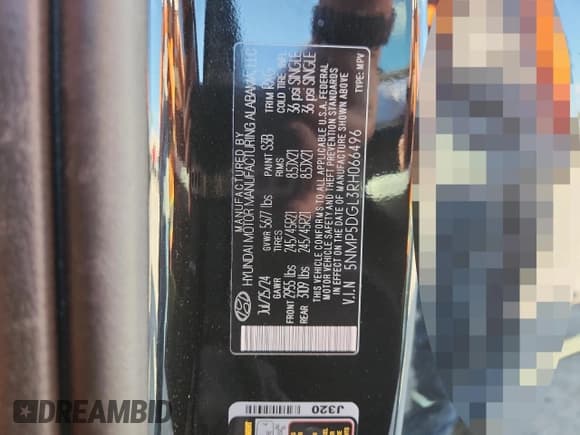 MANUFACTURED BY
HYUNDAI MOTOR MANUFACTURING ALABAMA, LLC
Jul/25/24 GVWR 5677 lbs PAINT S3B TRIM
GAWR TIRES RIMS COLD TIRE
FRONT 2955 lbs 245/45R21 8.5JX21 36 psi SINGLE
REAR 3109 lbs 245/45R21 8.5JX21 36 psi SINGLE
THIS VEHICLE CONFORMS TO ALL APPLICABLE U.S.A. FEDERAL
MOTOR VEHICLE SAFETY AND THEFT PREVENTION STANDARDS
IN EFFECT ON THE DATE OF MANUFACTURE SHOWN ABOVE
V.I.N 5NMP5DGL3RH066496 TYPE: MPV
J320
DREAMBID